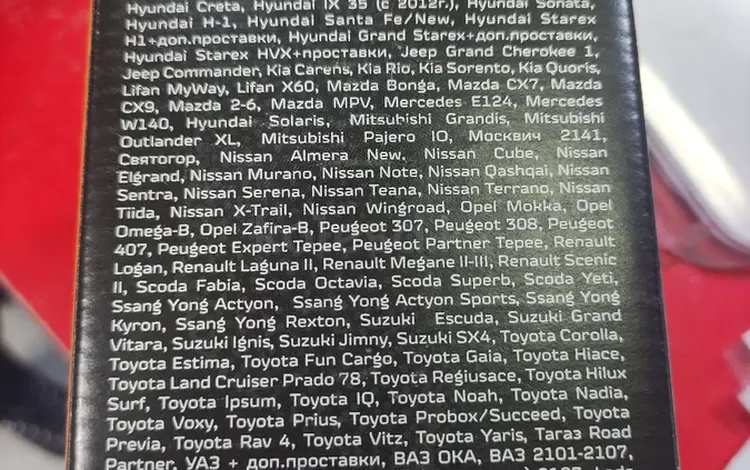 Hyundai Creta, Hyundai IX 35 (с 2012г.), Hyundai Sonata,
Hyundai H-1, Hyundai Santa Fe/New, Hyundai Starex
H1+доп.проставки, Hyundai Grand Starex+доп.проставки,
Hyundai Starex HVX+проставки, Jeep Grand Cherokee 1,
Jeep Commander, Kia Carens, Kia Rio, Kia Sorento, Kia Quoris,
Lifan MyWay, Lifan X60, Mazda Bonga, Mazda CX7, Mazda
CX9, Mazda 2-6, Mazda MPV, Mercedes E124, Mercedes
W140, Hyundai Solaris, Mitsubishi Grandis, Mitsubishi
Outlander XL, Mitsubishi Pajero IO, Москвич 2141,
Святогор, Nissan Almera New, Nissan Cube, Nissan
Elgrand, Nissan Murano, Nissan Note, Nissan Qashqai, Nissan
Sentra, Nissan Serena, Nissan Teana, Nissan Terrano, Nissan
Tiida, Nissan X-Trail, Nissan Wingroad, Opel Mokka, Opel
Omega-B, Opel Zafira-B, Peugeot 307, Peugeot 308, Peugeot
407, Peugeot Expert Tepee, Peugeot Partner Tepee, Renault
Logan, Renault Laguna II, Renault Megane II-III, Renault Scenic
II, Scoda Fabia, Scoda Octavia, Scoda Superb, Scoda Yeti,
Ssang Yong Actyon, Ssang Yong Actyon Sports, Ssang Yong
Kyron, Ssang Yong Rexton, Suzuki Escuda, Suzuki Grand
Vitara, Suzuki Ignis, Suzuki Jimny, Suzuki SX4, Toyota Corolla,
Toyota Estima, Toyota Fun Cargo, Toyota Gaia, Toyota Hiace,
Toyota Land Cruiser Prado 78, Toyota Regiusace, Toyota Hilux
Surf, Toyota Ipsum, Toyota IQ, Toyota Noah, Toyota Nadia,
Toyota Voxy, Toyota Prius, Toyota Probox/Succeed, Toyota
Previa, Toyota Rav 4, Toyota Vitz, Toyota Yaris, Тагаз Road
Partner, УАЗ + доп.проставки, ВАЗ ОКА, ВАЗ 2101-2107,